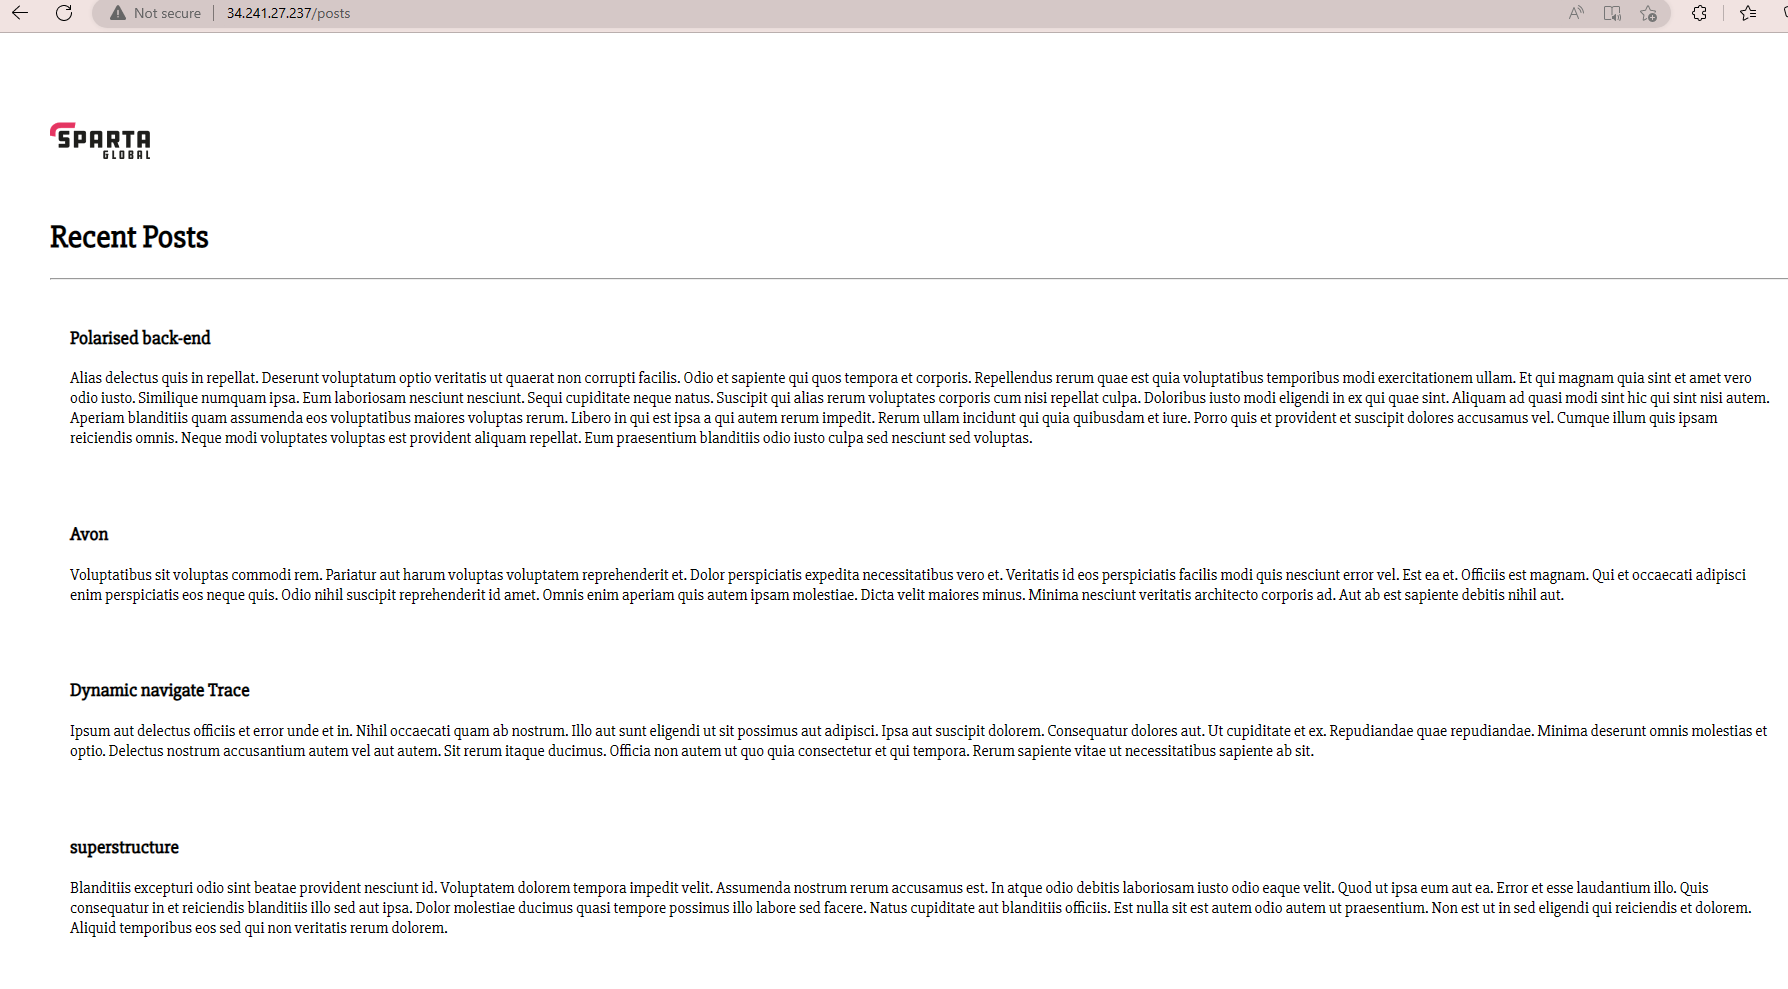 Not secure 34.241.27.237/posts
SPARTA
GLOBAL
Recent Posts
Polarised back-end
Alias delectus quis in repellat. Deserunt voluptatum optio veritatis ut quaerat non corrupti facilis. Odio et sapiente qui quos tempora et corporis. Repellendus rerum quae est quia voluptatibus temporibus modi exercitationem ullam. Et qui magnam quia sint et amet vero
odio iusto. Similique numquam ipsa. Eum laboriosam nesciunt nesciunt. Sequi cupiditate neque natus. Suscipit qui alias rerum voluptates corporis cum nisi repellat culpa. Doloribus iusto modi eligendi in ex qui quae sint. Aliquam ad quasi modi sint hic qui sint nisi autem.
Aperiam blanditiis quam assumenda eos voluptatibus maiores voluptas rerum. Libero in qui est ipsa a qui autem rerum impedit. Rerum ullam incidunt qui quia quibusdam et iure. Porro quis et provident et suscipit dolores accusamus vel. Cumque illum quis ipsam
reiciendis omnis. Neque modi voluptates voluptas est provident aliquam repellat. Eum praesentium blanditiis odio iusto culpa sed nesciunt sed voluptas.
Avon
Voluptatibus sit voluptas commodi rem. Pariatur aut harum voluptas voluptatem reprehenderit et. Dolor perspiciatis expedita necessitatibus vero et. Veritatis id eos perspiciatis facilis modi quis nesciunt error vel. Est ea et. Officiis est magnam. Qui et occaecati adipisci
enim perspiciatis eos neque quis. Odio nihil suscipit reprehenderit id amet. Omnis enim aperiam quis autem ipsam molestiae. Dicta velit maiores minus. Minima nesciunt veritatis architecto corporis ad. Aut ab est sapiente debitis nihil aut.
Dynamic navigate Trace
Ipsum aut delectus officiis et error unde et in. Nihil occaecati quam ab nostrum. Illo aut sunt eligendi ut sit possimus aut adipisci. Ipsa aut suscipit dolorem. Consequatur dolores aut. Ut cupiditate et ex. Repudiandae quae repudiandae. Minima deserunt omnis molestias et
optio. Delectus nostrum accusantium autem vel aut autem. Sit rerum itaque ducimus. Officia non autem ut quo quia consectetur et qui tempora. Rerum sapiente vitae ut necessitatibus sapiente ab sit.
superstructure
Blanditiis excepturi odio sint beatae provident nesciunt id. Voluptatem dolorem tempora impedit velit. Assumenda nostrum rerum accusamus est. In atque odio debitis laboriosam iusto odio eaque velit. Quod ut ipsa eum aut ea. Error et esse laudantium illo. Quis
consequatur in et reiciendis blanditiis illo sed aut ipsa. Dolor molestiae ducimus quasi tempore possimus illo labore sed facere. Natus cupiditate aut blanditiis officiis. Est nulla sit est autem odio autem ut praesentium. Non est ut in sed eligendi qui reiciendis et dolorem.
Aliquid temporibus eos sed qui non veritatis rerum dolorem.